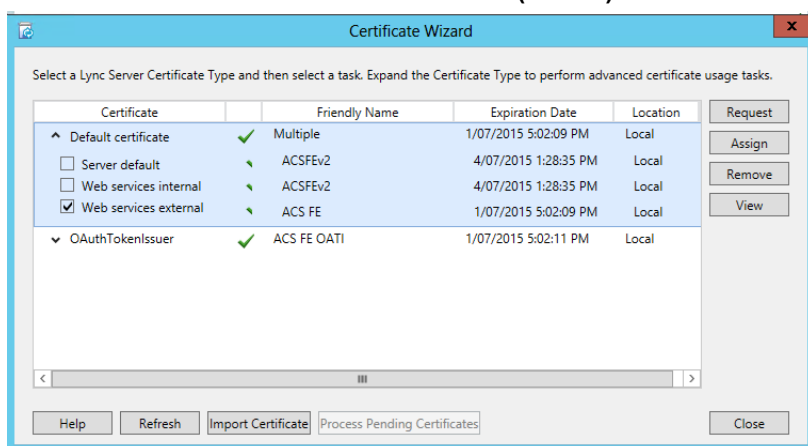 Certificate Wizard
x
Select a Lync Server Certificate Type and then select a task. Expand the Certificate Type to perform advanced certificate usage tasks.
Certificate Friendly Name Expiration Date Location
Request
Default certificate Multiple 1/07/2015 5:02:09 PM Local
Assign
Server default ACSFEv2 4/07/2015 1:28:35 PM Local
Remove
Web services internal ACSFEv2 4/07/2015 1:28:35 PM Local
Web services external ACS FE 1/07/2015 5:02:09 PM Local
View
OAuthTokenIssuer ACS FE OATI 1/07/2015 5:02:11 PM Local
Help Refresh Import Certificate Process Pending Certificates Close